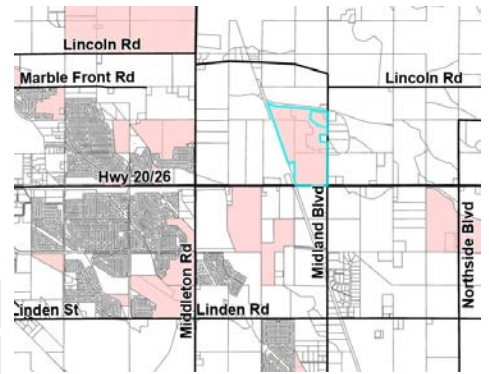 Lincoln Rd
Marble Front Rd
Lincoln Rd
Hwy 20/26
Middleton Rd
Midland Blvd
Northside Blvd
Linden St
Linden Rd